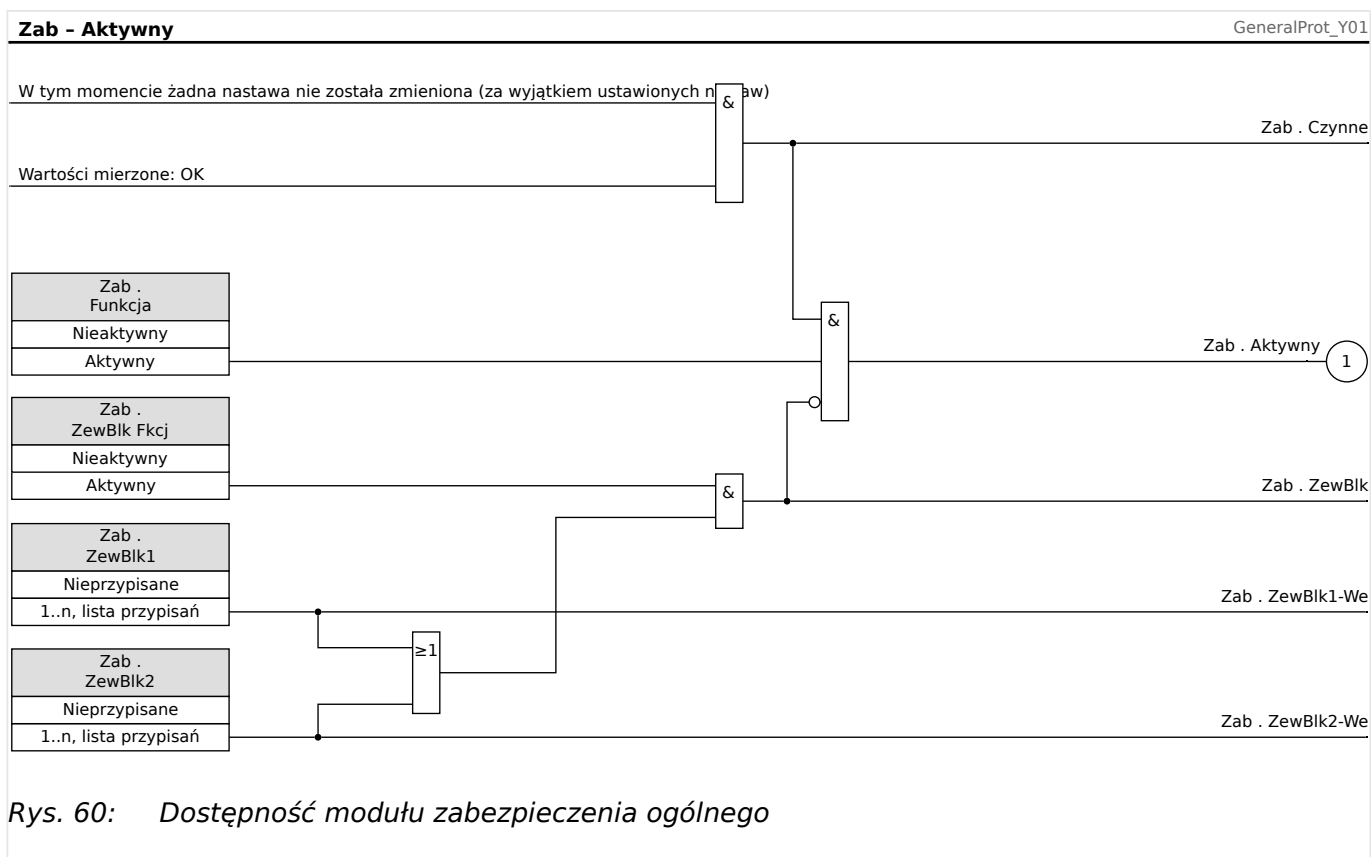 Zab – Aktywny
GeneralProt_Y01
W tym momencie żadna nastawa nie została zmieniona (za wyjątkiem ustawionych aw)
&
Zab . Czynne
Wartości mierzone: OK
Zab .
Funkcja
Nieaktywny
Aktywny
&
Zab . Aktywny
1
Zab .
ZewBlk Fkcj
Nieaktywny
Aktywny
&
Zab . ZewBlk
Zab .
ZewBlk1
Nieprzypisane
1..n, lista przypisań
Zab . ZewBlk1-We
≥1
Zab .
ZewBlk2
Nieprzypisane
1..n, lista przypisań
Zab . ZewBlk2-We
Rys. 60: Dostępność modułu zabezpieczenia ogólnego